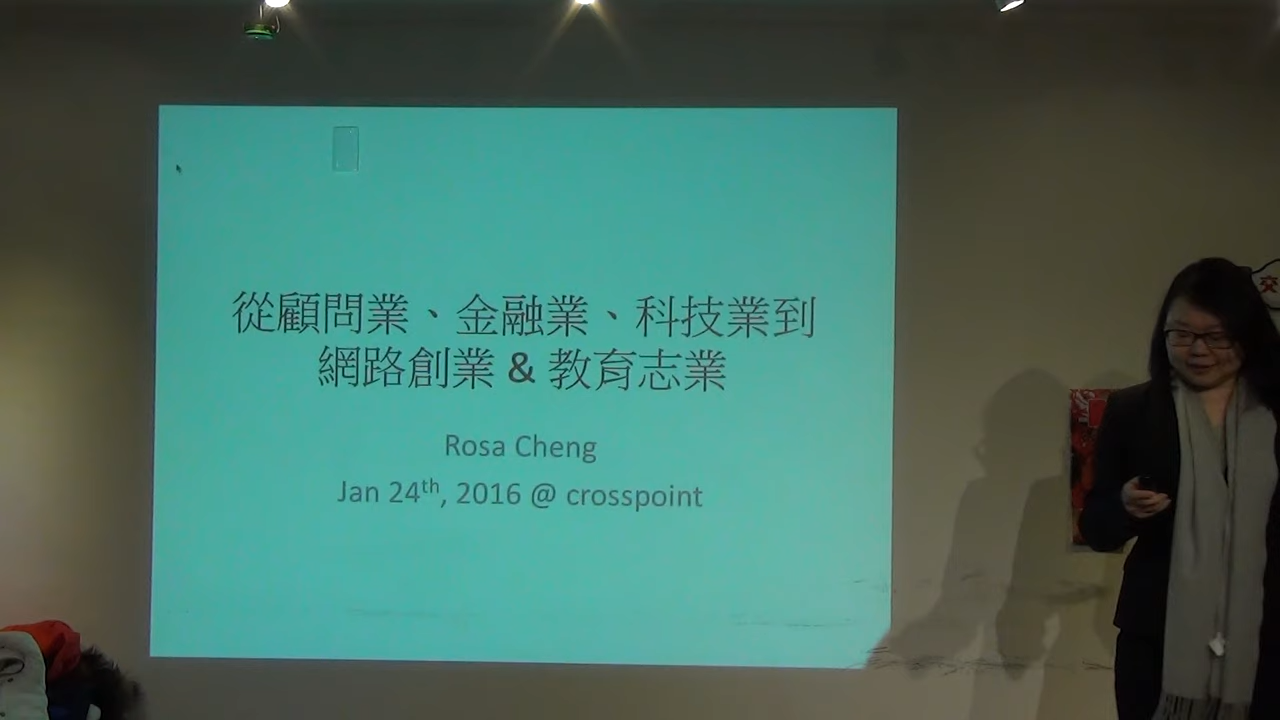 從顧問業、金融業、科技業到
網路創業 & 教育志業
Rosa Cheng
Jan 24th, 2016 @ crosspoint
交